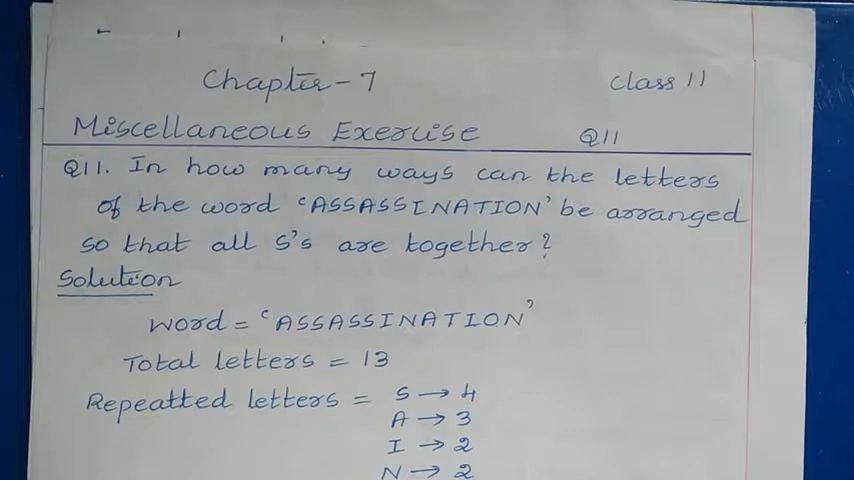 Chapter-7 Class 11
Miscellaneous Exercise Q11
Q11. In how many ways can the letters
of the word 'ASSASSINATION' be arranged
so that all S's are together?
Solution
Word = 'ASSASSINATION'
Total letters = 13
Repeatted letters = S → 4
A → 3
I → 2
N → 2